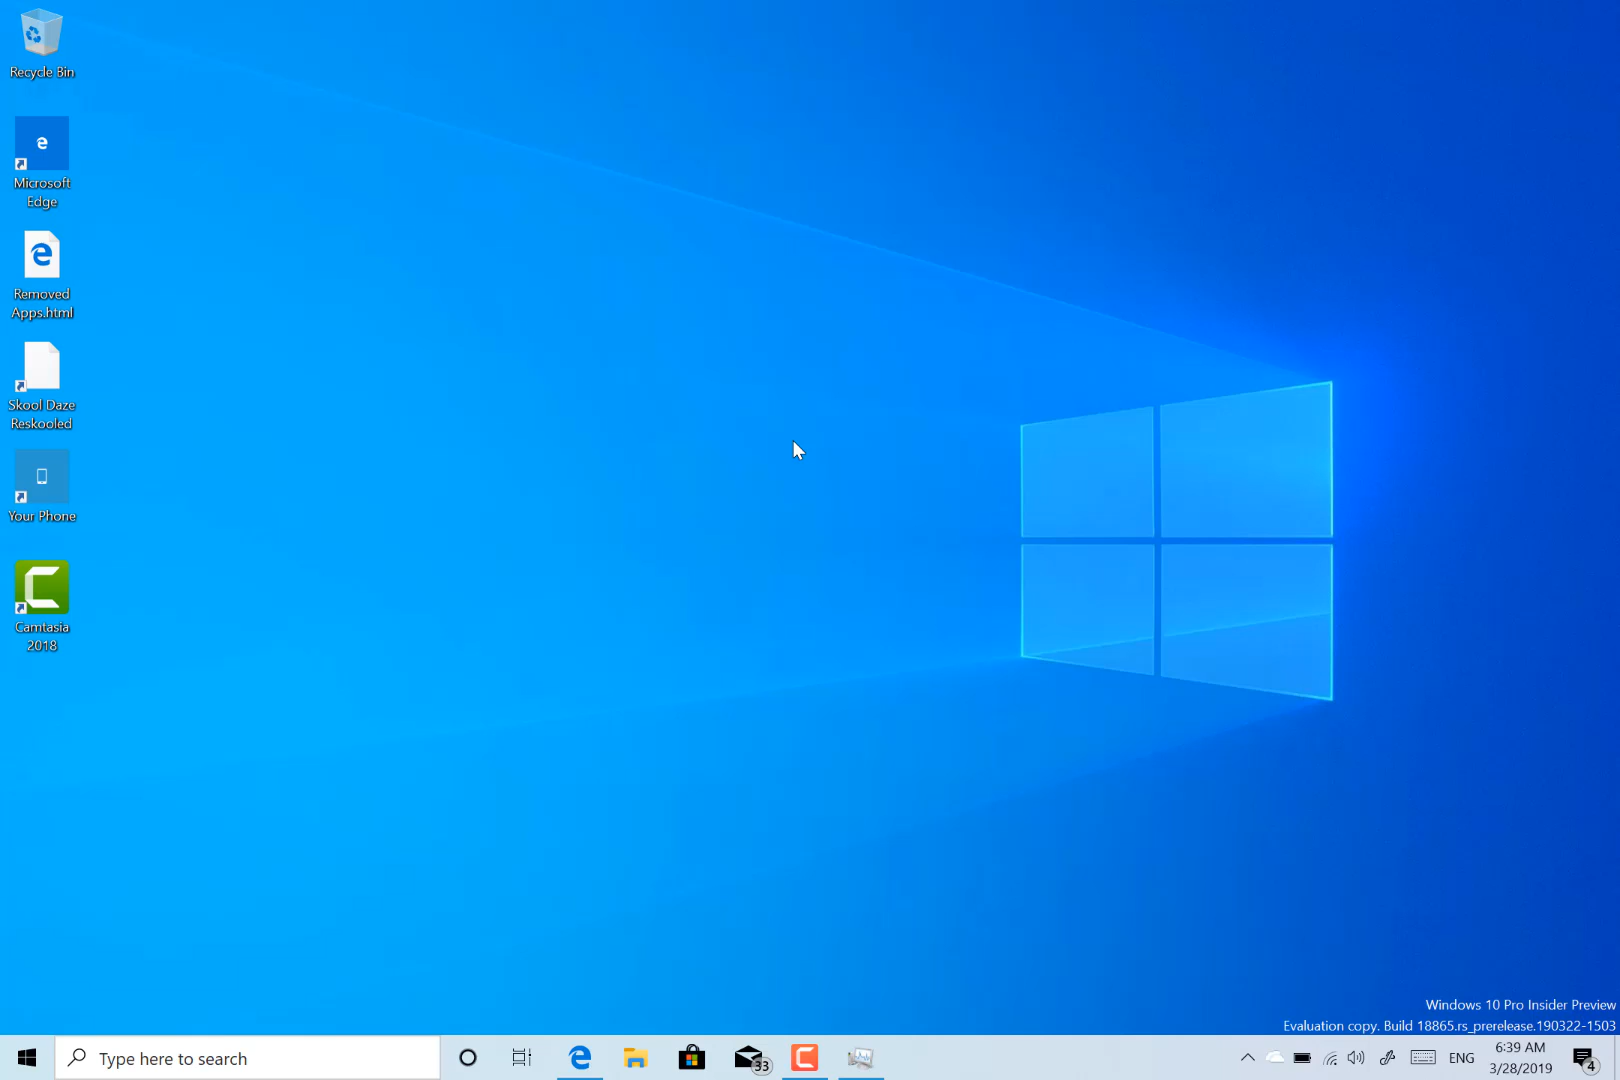 Recycle Bin
Microsoft
Edge
Removed
Apps.html
Skool Daze
Reskooled
Your Phone
Camtasia
2018
Windows 10 Pro Insider Preview
Evaluation copy. Build 18865.rs_prerelease.190322-1503
Type here to search
33
ENG
6:39 AM
3/28/2019
4